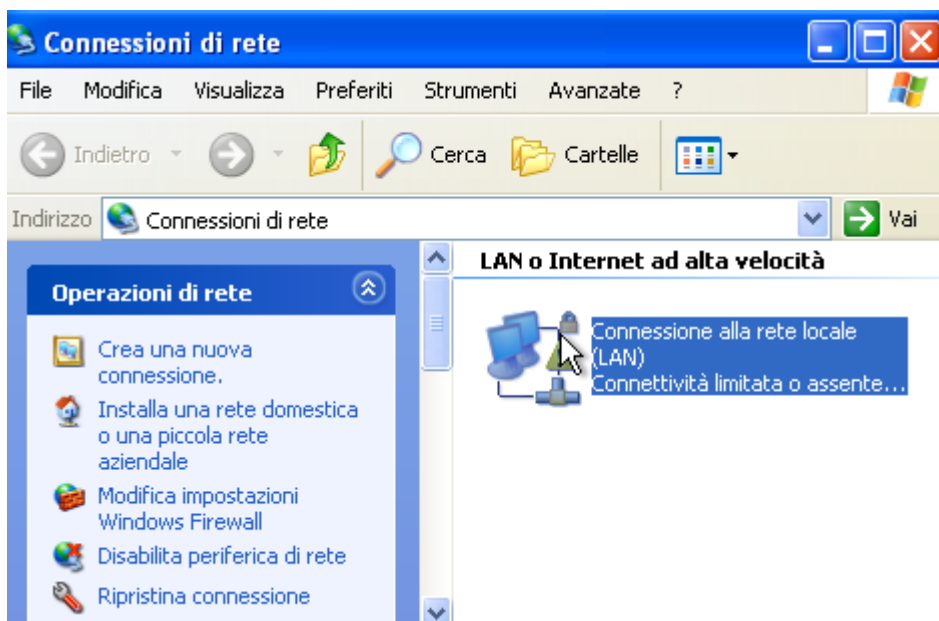 Connessioni di rete
File Modifica Visualizza Preferiti Strumenti Avanzate ?
Indietro Cerca Cartelle
Indirizzo Connessioni di rete Vai
Operazioni di rete
Crea una nuova
connessione.
Installa una rete domestica
o una piccola rete
aziendale
Modifica impostazioni
Windows Firewall
Disabilita periferica di rete
Ripristina connessione
LAN o Internet ad alta velocità
Connessione alla rete locale
(LAN)
Connettività limitata o assente...